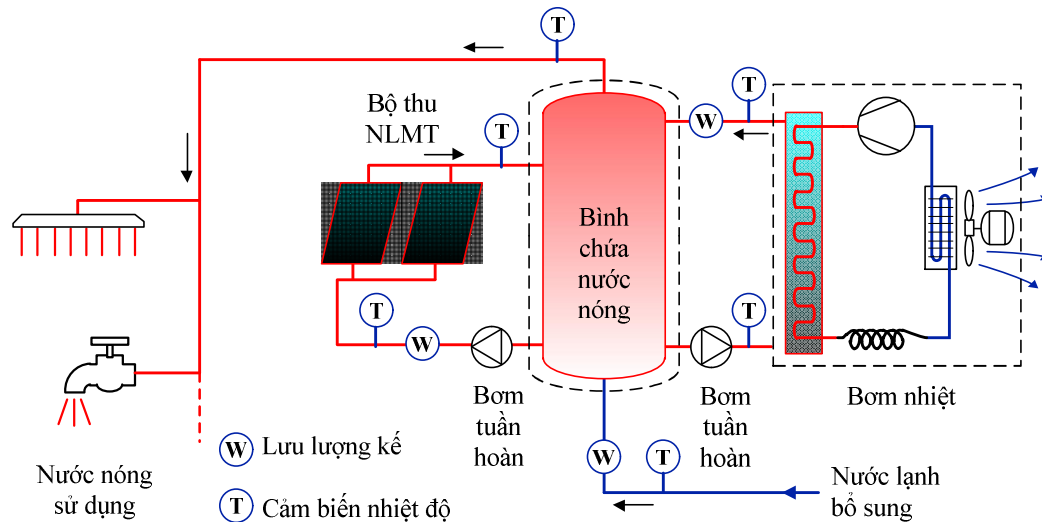 T
Bộ thu
NLMT
T
T
W
Bình
chứa
nước
nóng
T
W
T
Bơm
tuần
hoàn
Bơm
tuần
hoàn
Bơm nhiệt
W
T
Nước lạnh
bổ sung
Nước nóng
sử dụng
W Lưu lượng kế
T Cảm biến nhiệt độ